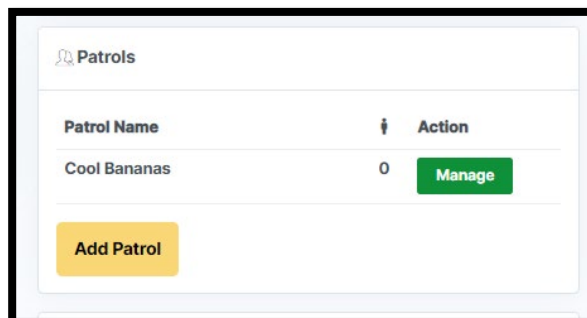 Patrols
Patrol Name Action
Cool Bananas 0 Manage
Add Patrol